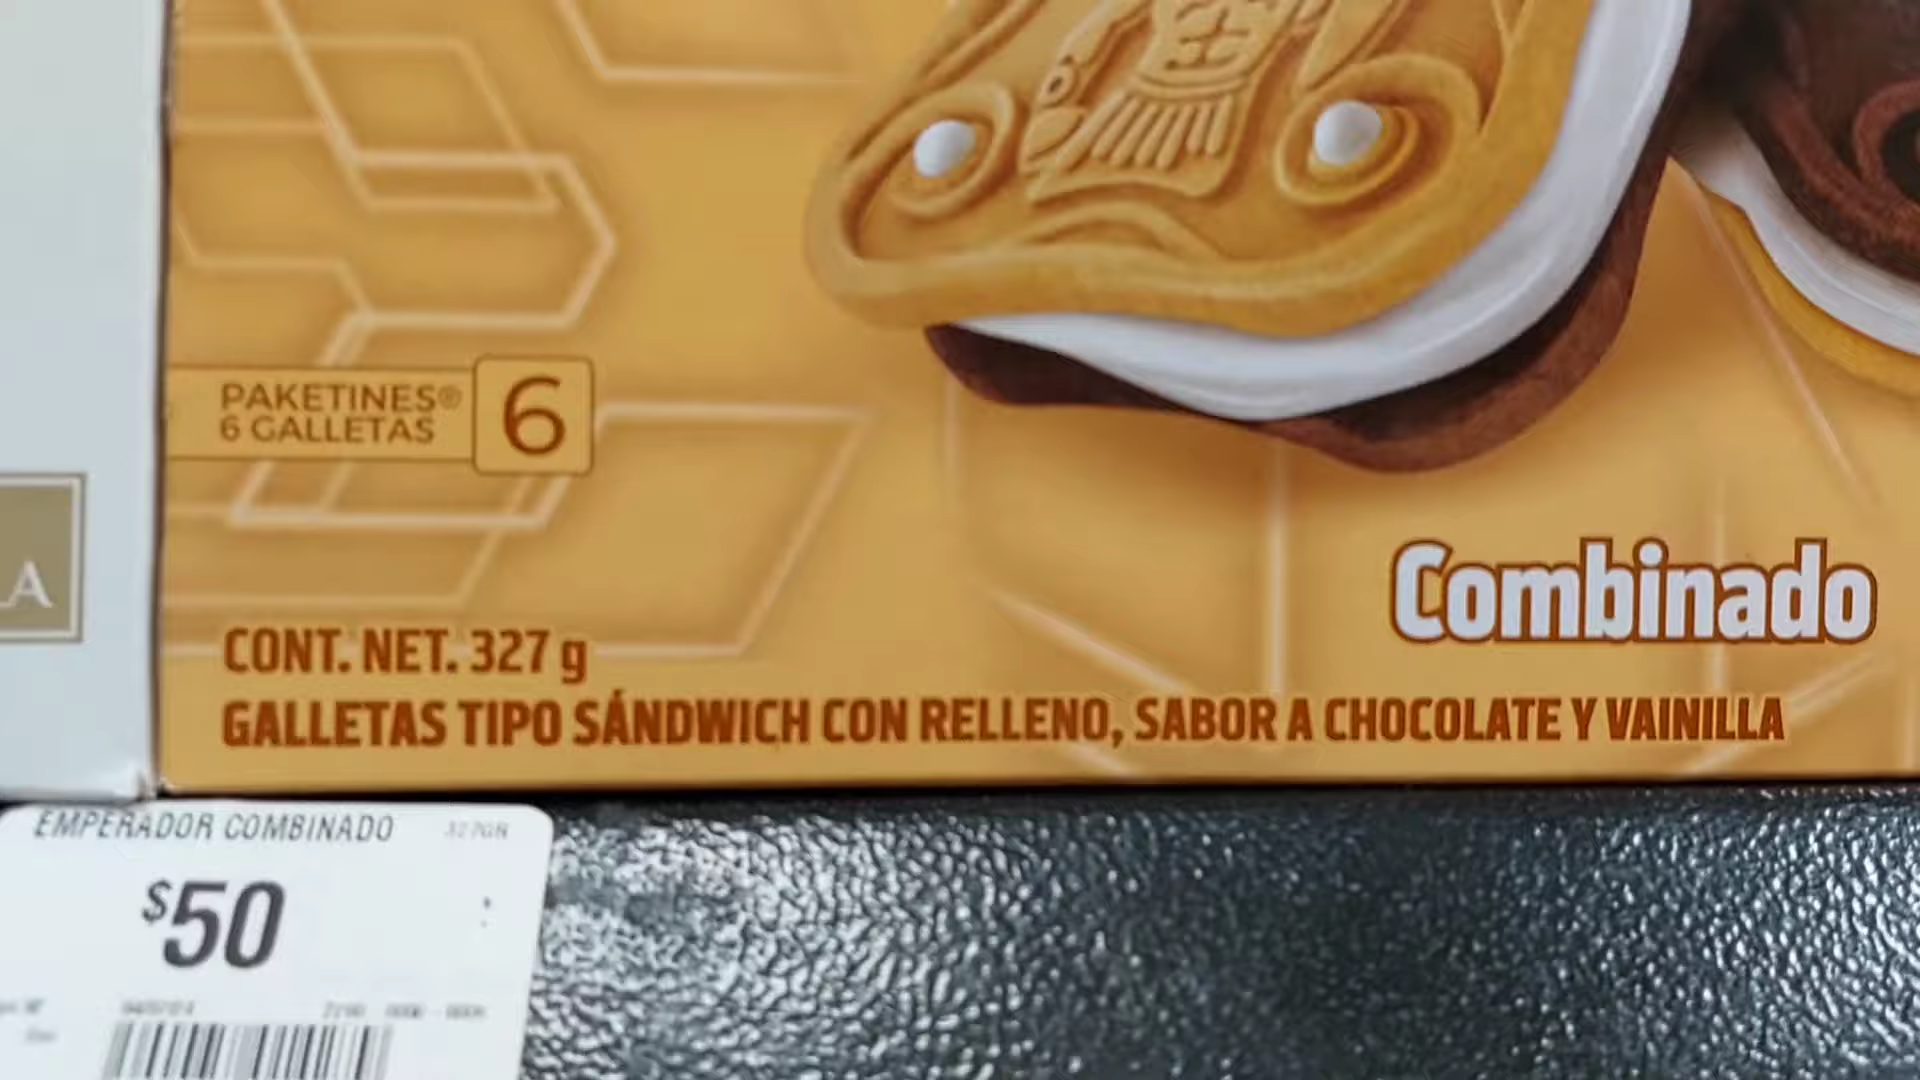 PAKETINES®
6 GALLETAS
6
A
Combinado
CONT. NET. 327 g
GALLETAS TIPO SÁNDWICH CON RELLENO, SABOR A CHOCOLATE Y VAINILLA
EMPERADOR COMBINADO 327GR
$50